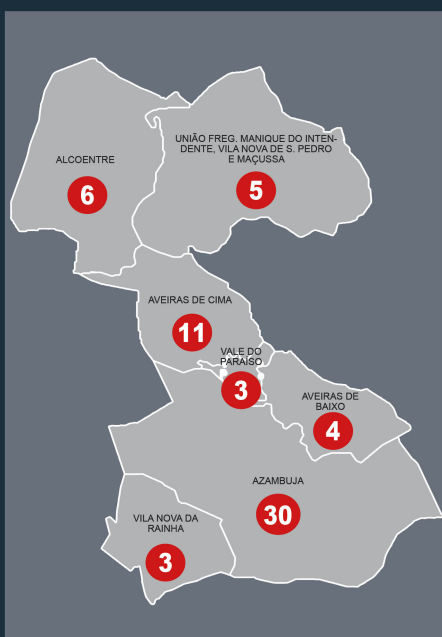 UNIÃO FREG. MANIQUE DO INTEN-
DENTE, VILA NOVA DE S. PEDRO
E MAÇUSSA
5
ALCOENTRE
6
AVEIRAS DE CIMA
11
VALE DO
PARAÍSO
3
AVEIRAS DE
BAIXO
4
AZAMBUJA
30
VILA NOVA DA
RAINHA
3